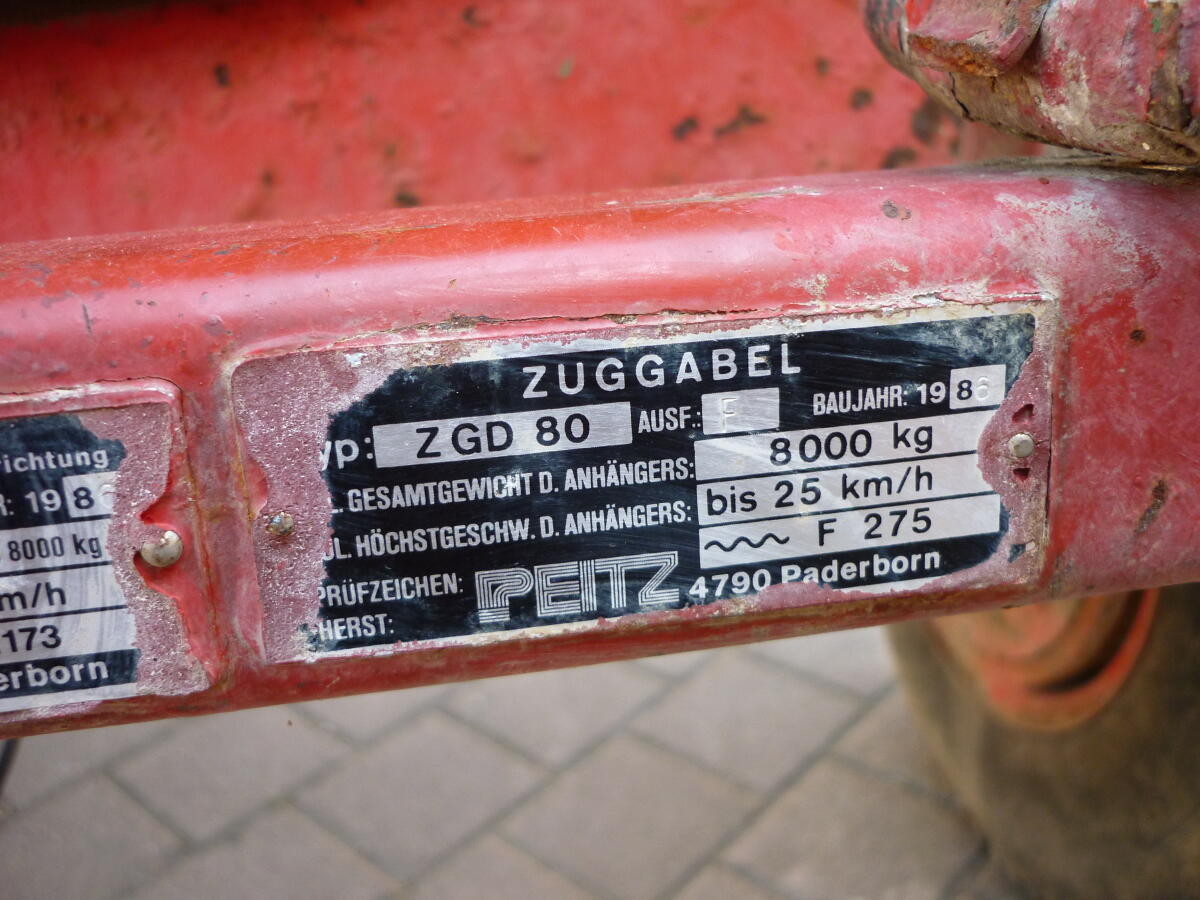 richtung
R: 1986
8000 kg
m/h
173
erborn
ZUGGABEL
yp: ZGD 80 AUSF.: F BAUJAHR: 1986
L. GESAMTGEWICHT D. ANHÄNGERS: 8000 kg
UL. HÖCHSTGESCHW. D. ANHÄNGERS: bis 25 km/h
PRÜFZEICHEN: F 275
HERST: PEITZ 4790 Paderborn